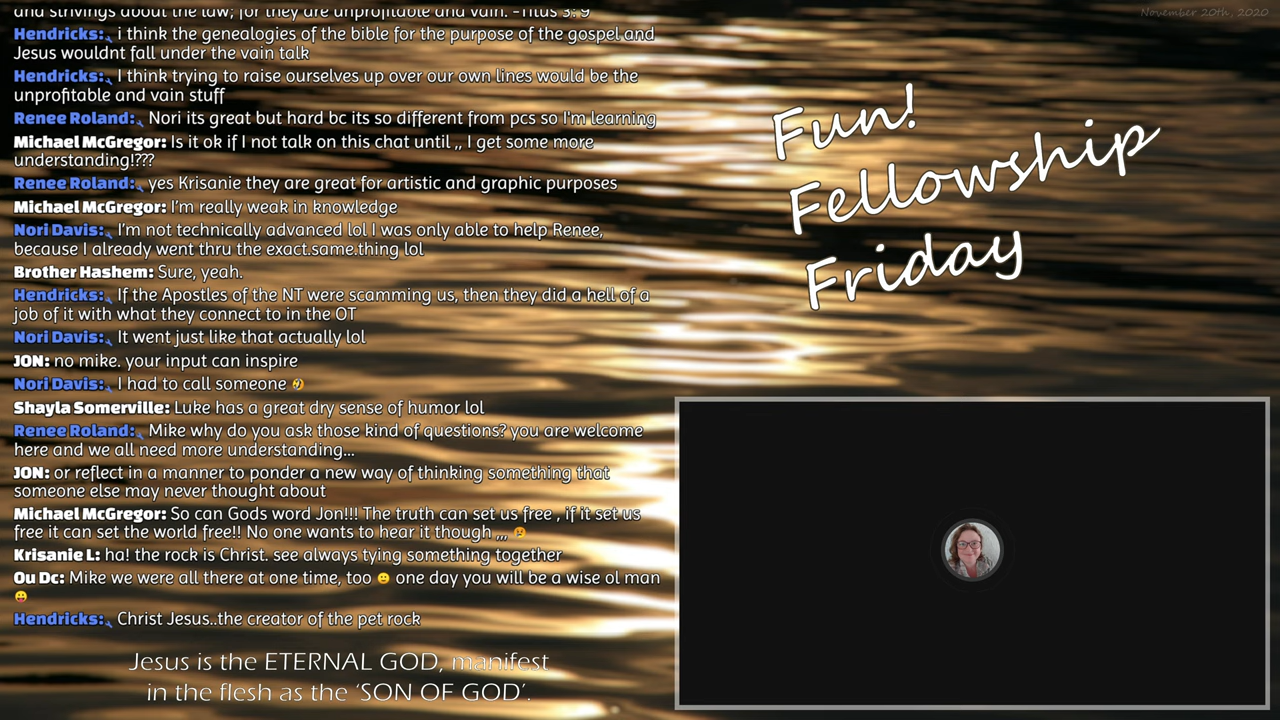 and strivings about the law; for they are unprofitable and vain. -Titus 3: 9
November 20th, 2020
Hendricks: i think the genealogies of the bible for the purpose of the gospel and
Jesus wouldnt fall under the vain talk
Hendricks: I think trying to raise ourselves up over our own lines would be the
unprofitable and vain stuff
Renee Roland: Nori its great but hard bc its so different from pcs so I'm learning
Michael McGregor: Is it ok if I not talk on this chat until ,, I get some more
understanding!???
Renee Roland: yes Krisanie they are great for artistic and graphic purposes
Michael McGregor: I'm really weak in knowledge
Nori Davis: I'm not technically advanced lol I was only able to help Renee,
because I already went thru the exact.same.thing lol
Brother Hashem: Sure, yeah.
Hendricks: If the Apostles of the NT were scamming us, then they did a hell of a
job of it with what they connect to in the OT
Nori Davis: It went just like that actually lol
JON: no mike. your input can inspire
Nori Davis: I had to call someone 🤣
Shayla Somerville: Luke has a great dry sense of humor lol
Renee Roland: Mike why do you ask those kind of questions? you are welcome
here and we all need more understanding...
JON: or reflect in a manner to ponder a new way of thinking something that
someone else may never thought about
Michael McGregor: So can Gods word Jon!!! The truth can set us free , if it set us
free it can set the world free!! No one wants to hear it though ,,, 😢
Krisanie L: ha! the rock is Christ. see always tying something together
Ou Dc: Mike we were all there at one time, too 🙂 one day you will be a wise ol man
😛
Hendricks: Christ Jesus..the creator of the pet rock
Jesus is the ETERNAL GOD, manifest
in the flesh as the 'SON OF GOD'.
Fun!
Fellowship
Friday